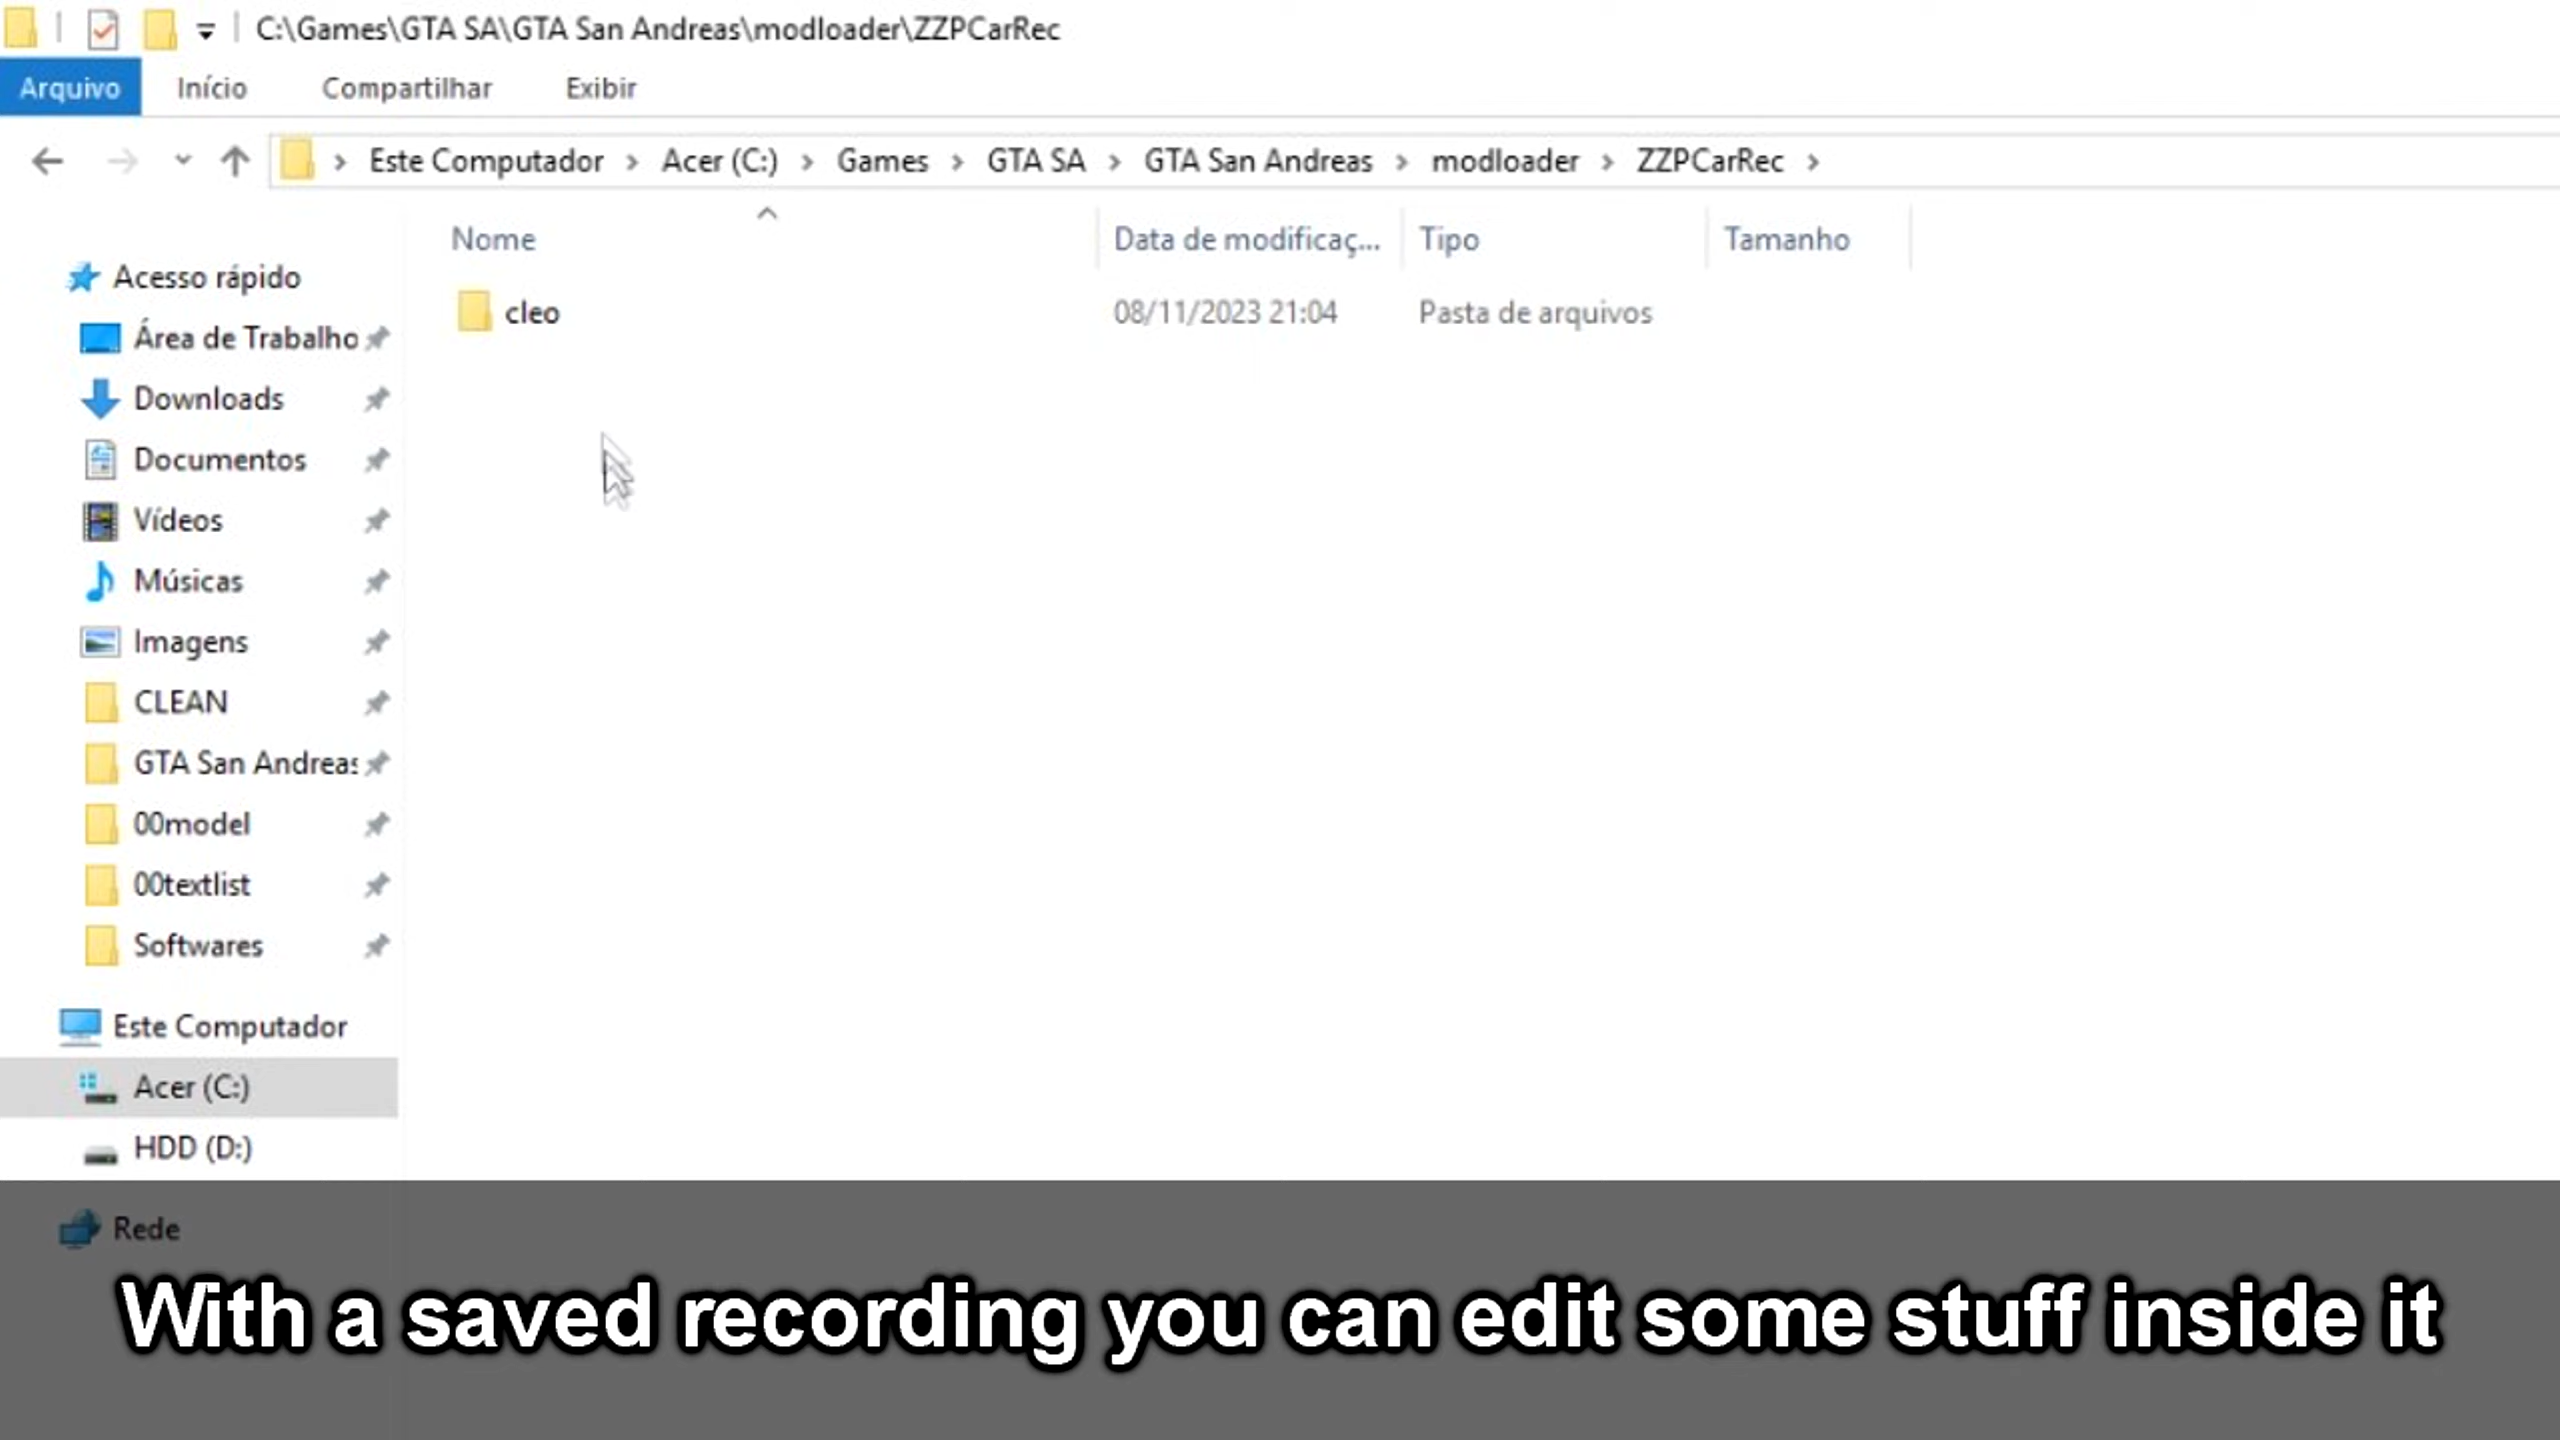 C:\Games\GTA SA\GTA San Andreas\modloader\ZZPCarRec
Arquivo Início Compartilhar Exibir
Este Computador Acer (C:) Games GTA SA GTA San Andreas modloader ZZPCarRec
Nome Data de modificaç... Tipo Tamanho
cleo 08/11/2023 21:04 Pasta de arquivos
Acesso rápido
Área de Trabalho
Downloads
Documentos
Vídeos
Músicas
Imagens
CLEAN
GTA San Andreas
00model
00textlist
Softwares
Este Computador
Acer (C:)
HDD (D:)
Rede
With a saved recording you can edit some stuff inside it